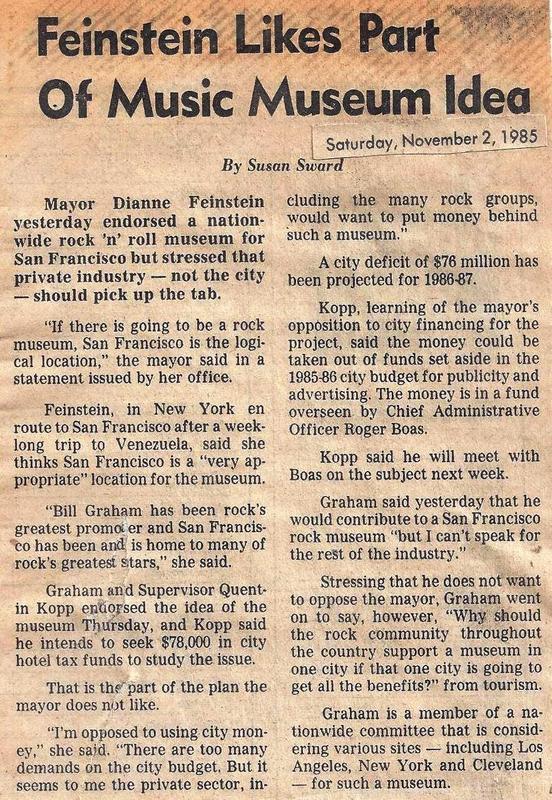 Feinstein Likes Part
Of Music Museum Idea
Saturday, November 2, 1985
By Susan Sward
Mayor Dianne Feinstein
yesterday endorsed a nation-
wide rock 'n' roll museum for
San Francisco but stressed that
private industry — not the city
— should pick up the tab.
"If there is going to be a rock
museum, San Francisco is the logi-
cal location," the mayor said in a
statement issued by her office.
Feinstein, in New York en
route to San Francisco after a week-
long trip to Venezuela, said she
thinks San Francisco is a "very ap-
propriate" location for the museum.
"Bill Graham has been rock's
greatest promoter and San Francis-
co has been and is home to many of
rock's greatest stars," she said.
Graham and Supervisor Quent-
in Kopp endorsed the idea of the
museum Thursday, and Kopp said
he intends to seek $78,000 in city
hotel tax funds to study the issue.
That is the part of the plan the
mayor does not like.
"I'm opposed to using city mon-
ey," she said. "There are too many
demands on the city budget. But it
seems to me the private sector, in-
cluding the many rock groups,
would want to put money behind
such a museum."
A city deficit of $76 million has
been projected for 1986-87.
Kopp, learning of the mayor's
opposition to city financing for the
project, said the money could be
taken out of funds set aside in the
1985-86 city budget for publicity and
advertising. The money is in a fund
overseen by Chief Administrative
Officer Roger Boas.
Kopp said he will meet with
Boas on the subject next week.
Graham said yesterday that he
would contribute to a San Francisco
rock museum "but I can't speak for
the rest of the industry."
Stressing that he does not want
to oppose the mayor, Graham went
on to say, however, "Why should
the rock community throughout
the country support a museum in
one city if that one city is going to
get all the benefits?" from tourism.
Graham is a member of a na-
tionwide committee that is consid-
ering various sites — including Los
Angeles, New York and Cleveland
— for such a museum.